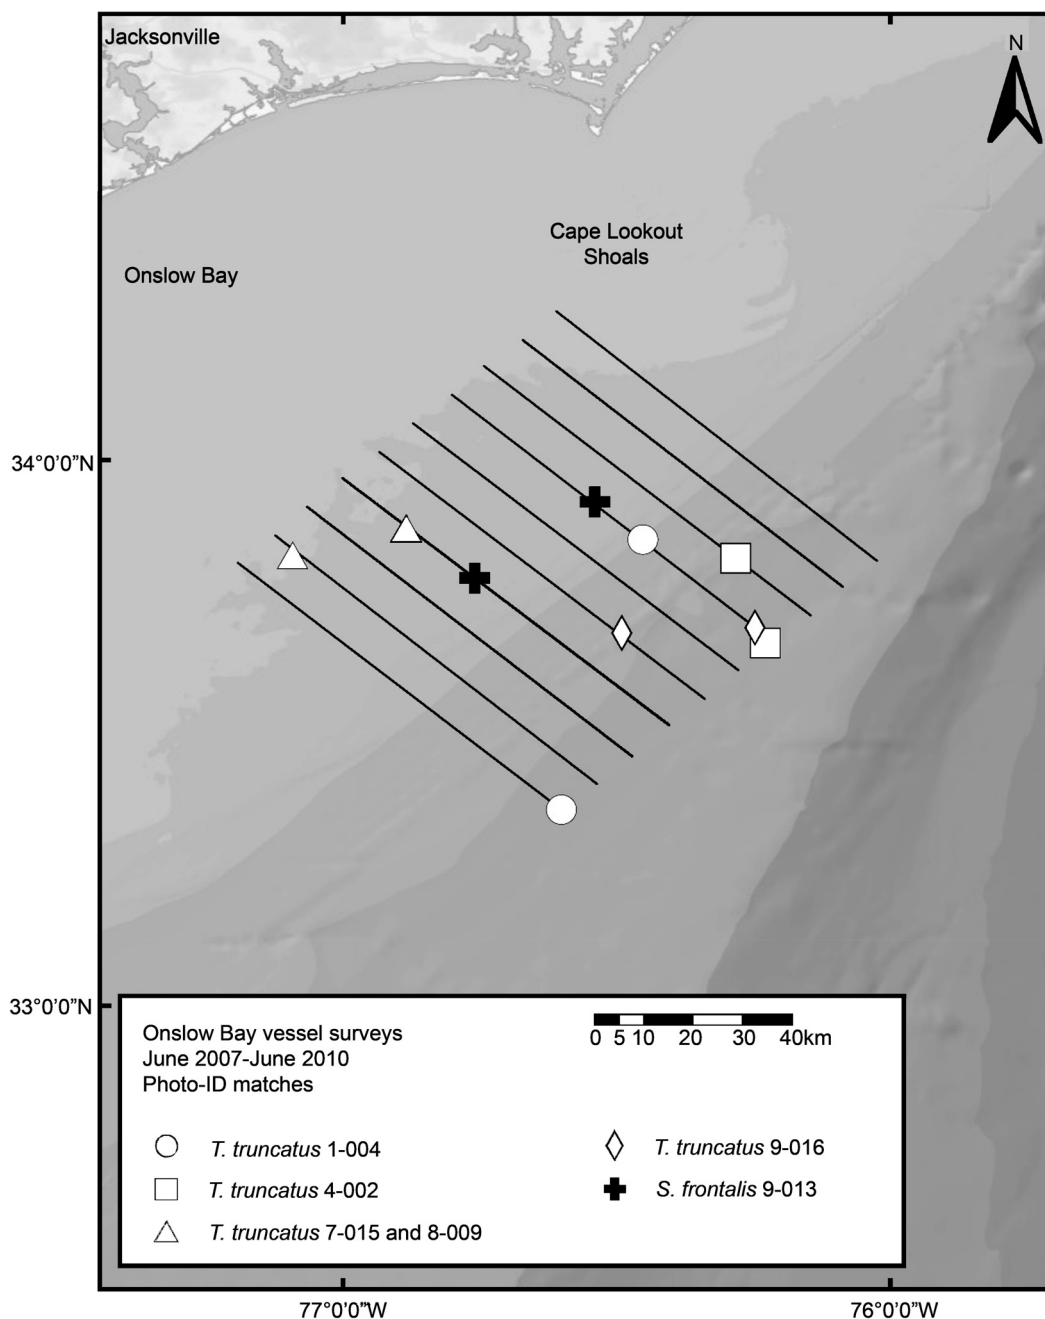 Jacksonville
N
Cape Lookout
Shoals
Onslow Bay
34°0'0"N
33°0'0"N
Onslow Bay vessel surveys
June 2007-June 2010
Photo-ID matches
0 5 10 20 30 40km
T. truncatus 1-004
T. truncatus 9-016
T. truncatus 4-002
S. frontalis 9-013
T. truncatus 7-015 and 8-009
77°0'0"W
76°0'0"W